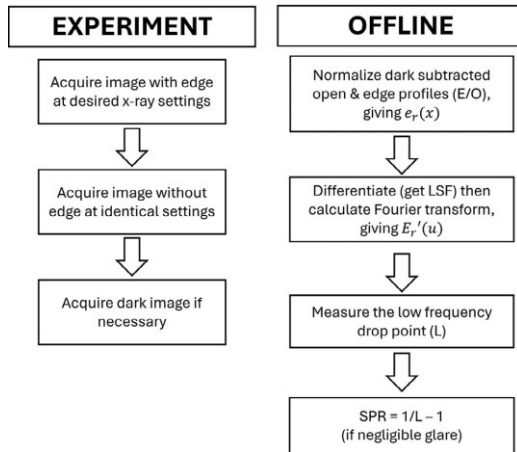 EXPERIMENT
Acquire image with edge
at desired x-ray settings
Acquire image without
edge at identical settings
Acquire dark image if
necessary
OFFLINE
Normalize dark subtracted
open & edge profiles (E/O),
giving e_r(x)
Differentiate (get LSF) then
calculate Fourier transform,
giving E_r'(u)
Measure the low frequency
drop point (L)
SPR = 1/L – 1
(if negligible glare)